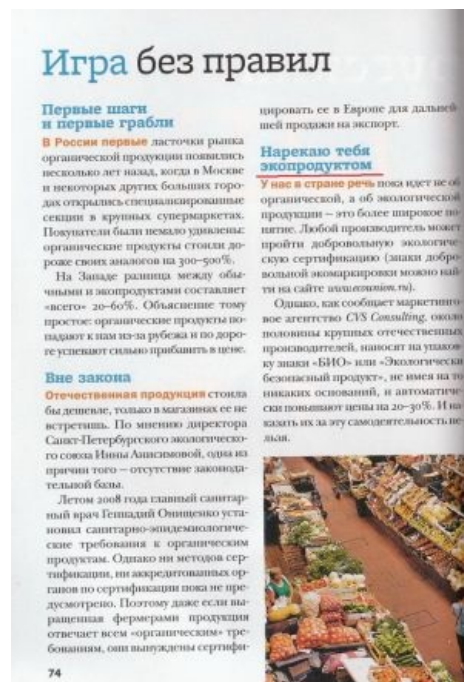 Игра без правил
Первые шаги
и первые грабли
В России первые ласточки рынка
органической продукции появились
несколько лет назад, когда в Москве
и некоторых других больших горо-
дах открылись специализированные
секции в крупных супермаркетах.
Покупатели были немало удивлены:
органические продукты стоили до-
роже своих аналогов на 300–500%.
На Западе разница между обы-
чными и экопродуктами составляет
«всего» 20–60%. Объяснение тому
простое: органические продукты по-
падают к нам из-за рубежа и по доро-
ге успевают сильно прибавить в цене.
Вне закона
Отечественная продукция стоила
бы дешевле, только в магазинах ее не
встретишь. По мнению директора
Санкт-Петербургского экологическо-
го союза Инны Анисимовой, одна из
причин того – отсутствие законода-
тельной базы.
Летом 2008 года главный санитар-
ный врач Геннадий Онищенко уста-
новил санитарно-эпидемиологиче-
ские требования к органическим
продуктам. Однако ни методов сер-
тификации, ни аккредитованных ор-
ганов по сертификации пока не пре-
дусмотрено. Поэтому даже если вы-
ращенная фермерами продукция
отвечает всем «органическим» тре-
бованиям, они вынуждены сертифи-
74
цировать ее в Европе для дальней-
шей продажи на экспорт.
Нарекаю тебя
экопродуктом
У нас в стране речь пока идет не об
органической, а об экологической
продукции – это более широкое по-
нятие. Любой производитель может
пройти добровольную экологиче-
скую сертификацию (знаки добро-
вольной экомаркировки можно най-
ти на сайте www.ecounion.ru).
Однако, как сообщает маркетинго-
вое агентство CVS Consulting, около
половины крупных отечественных
производителей, наносят на упаков-
ку знаки «БИО» или «Экологически
безопасный продукт», не имея на то
никаких оснований, и автоматиче-
ски повышают цены на 20–30%. И на-
казать их за эту самодеятельность не-
льзя.